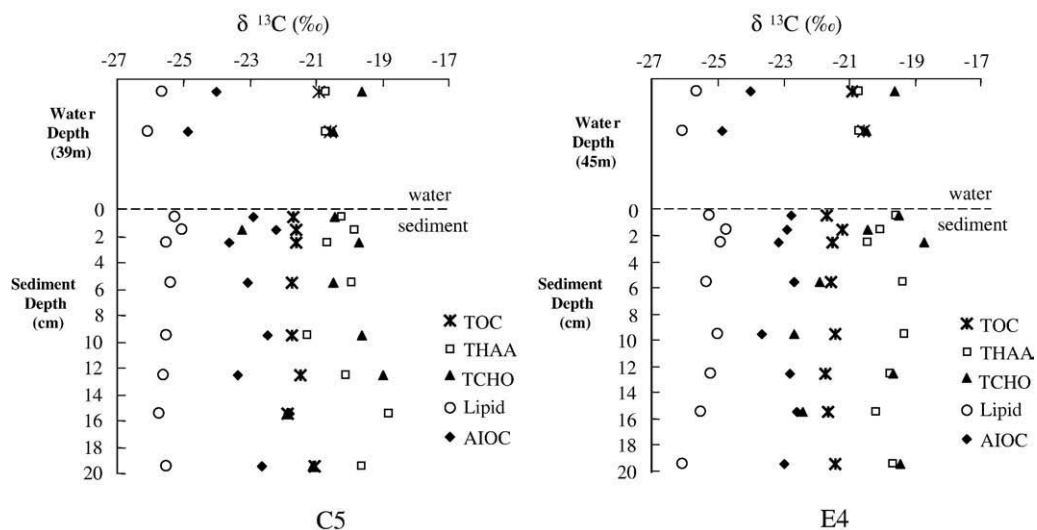 δ ¹³C (‰)
-27 -25 -23 -21 -19 -17
Water
Depth
(39m)
water
sediment
0
2
4
6
8
10
12
14
16
18
20
Sediment
Depth
(cm)
TOC
THAA
TCHO
Lipid
AIOC
C5
δ ¹³C (‰)
-27 -25 -23 -21 -19 -17
Water
Depth
(45m)
water
sediment
0
2
4
6
8
10
12
14
16
18
20
Sediment
Depth
(cm)
TOC
THAA
TCHO
Lipid
AIOC
E4